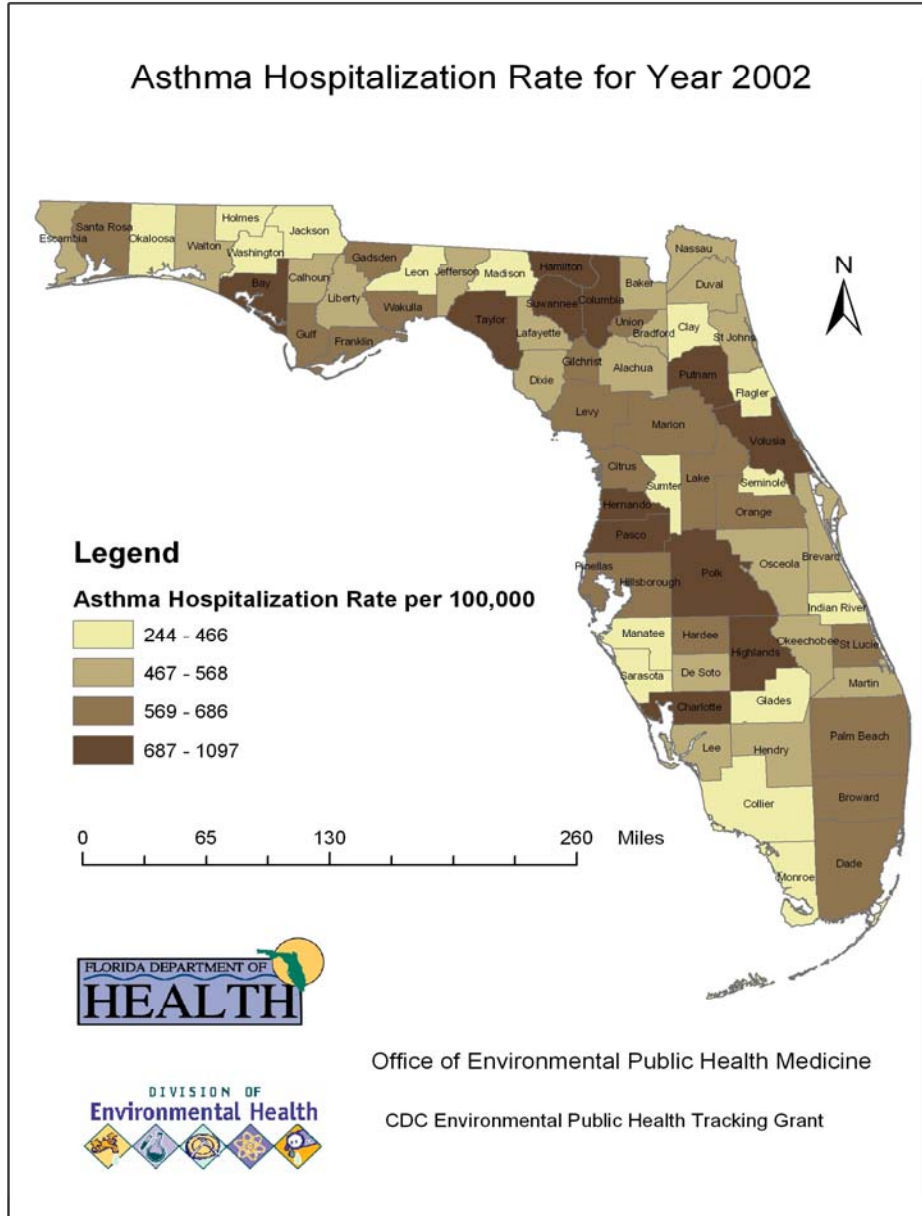 Asthma Hospitalization Rate for Year 2002
Holmes
Jackson
Santa Rosa
Okaloosa
Escambia
Walton
Washington
Gadsden
Leon
Jefferson
Madison
Hamilton
Nassau
N
Bay
Calhoun
Liberty
Wakulla
Taylor
Suwannee
Columbia
Baker
Duval
Gulf
Franklin
Lafayette
Union
Bradford
Clay
St Johns
Gilchrist
Alachua
Putnam
Dixie
Flagler
Levy
Marion
Volusia
Citrus
Sumter
Lake
Seminole
Hernando
Orange
Pasco
Legend
Pinellas
Hillsborough
Polk
Osceola
Brevard
Asthma Hospitalization Rate per 100,000
Indian River
244 - 466
Manatee
Hardee
Okeechobee
St Lucie
467 - 568
Sarasota
De Soto
Highlands
Martin
569 - 686
Charlotte
Glades
687 - 1097
Lee
Hendry
Palm Beach
Collier
Broward
0 65 130 260 Miles
Monroe
Dade
FLORIDA DEPARTMENT OF
HEALTH
Office of Environmental Public Health Medicine
DIVISION OF
Environmental Health
CDC Environmental Public Health Tracking Grant